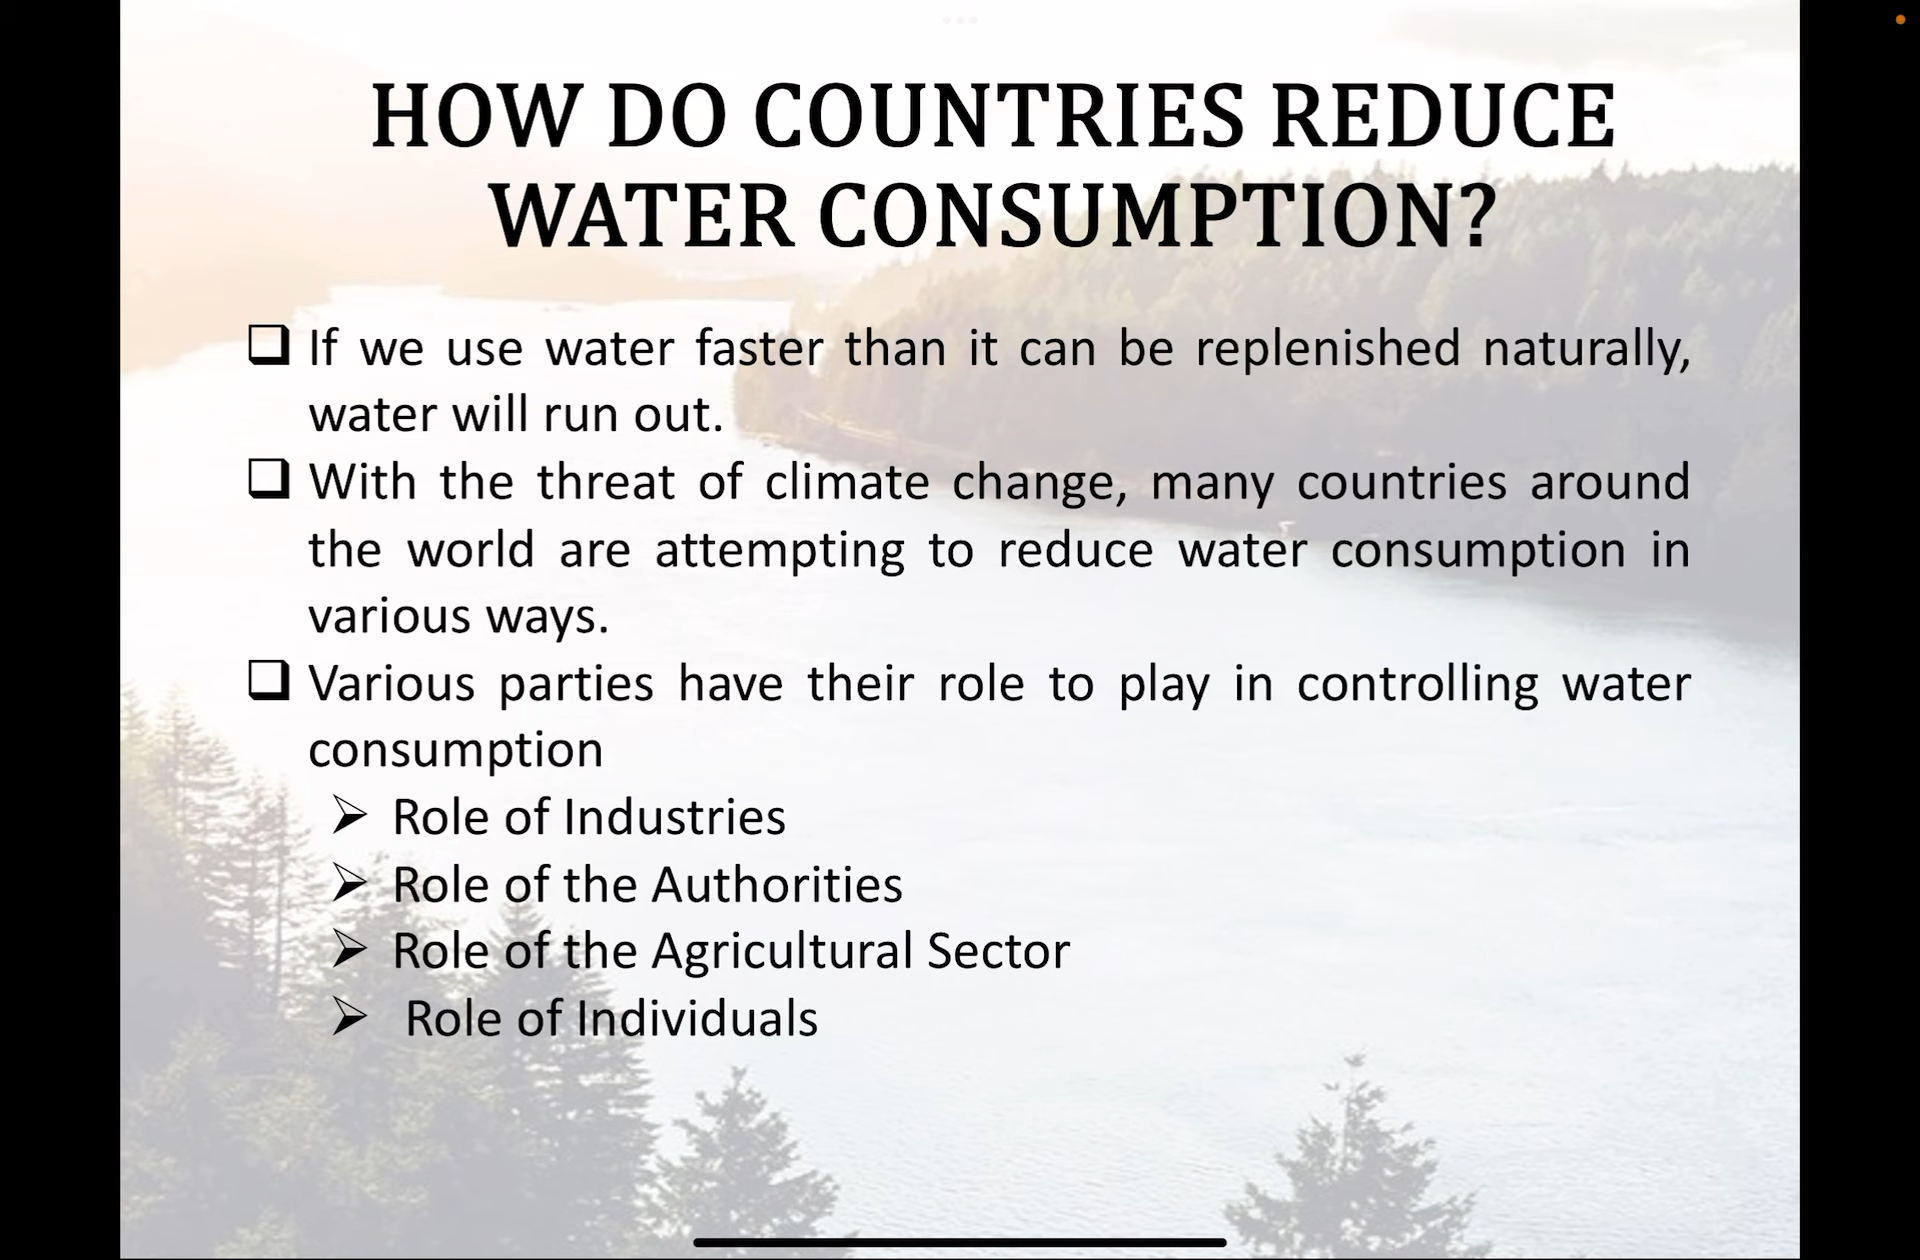 HOW DO COUNTRIES REDUCE
WATER CONSUMPTION?
❑ If we use water faster than it can be replenished naturally,
water will run out.
❑ With the threat of climate change, many countries around
the world are attempting to reduce water consumption in
various ways.
❑ Various parties have their role to play in controlling water
consumption
➢ Role of Industries
➢ Role of the Authorities
➢ Role of the Agricultural Sector
➢ Role of Individuals